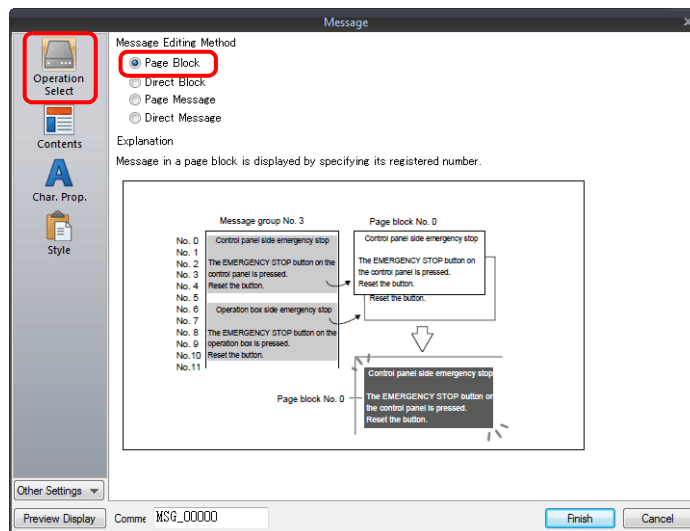 Message
X
Operation
Select
Contents
A
Char. Prop.
Style
Other Settings
Preview Display
Message Editing Method
Page Block
Direct Block
Page Message
Direct Message
Explanation
Message in a page block is displayed by specifying its registered number.
Message group No. 3
No. 0 Control panel side emergency stop
No. 1
No. 2 The EMERGENCY STOP button on the
No. 3 control panel is pressed.
No. 4 Reset the button.
No. 5
No. 6 Operation box side emergency stop
No. 7
No. 8 The EMERGENCY STOP button on the
No. 9 operation box is pressed.
No.10 Reset the button.
No.11
Page block No. 0
Control panel side emergency stop
The EMERGENCY STOP button on
the control panel is pressed.
Reset the button.
Reset the button.
Page block No. 0
Control panel side emergency stop
The EMERGENCY STOP button or
the control panel is pressed.
Reset the button.
Comme MSG_00000
Finish
Cancel